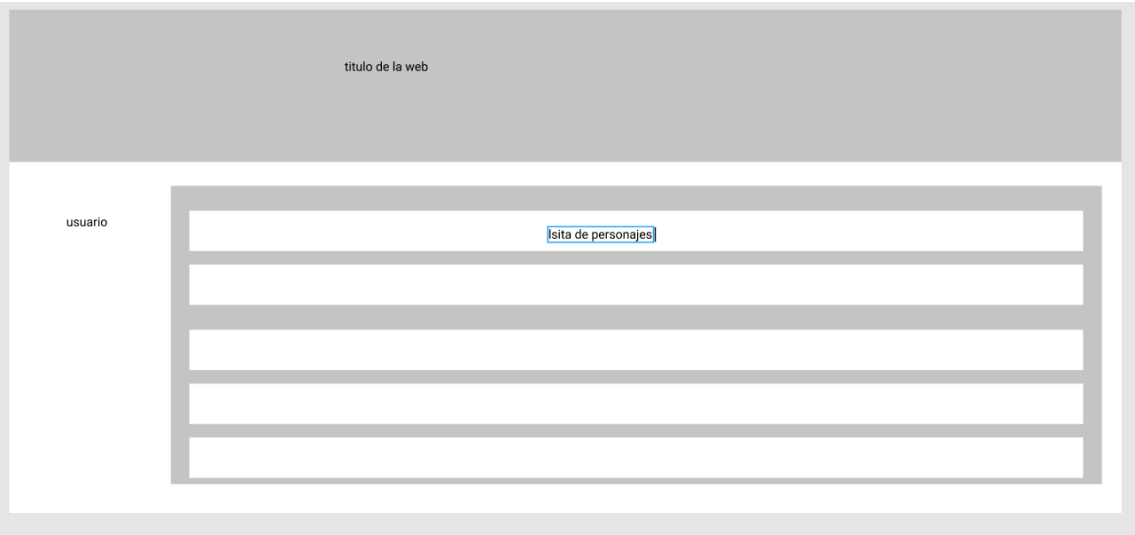 titulo de la web
usuario
lsita de personajes